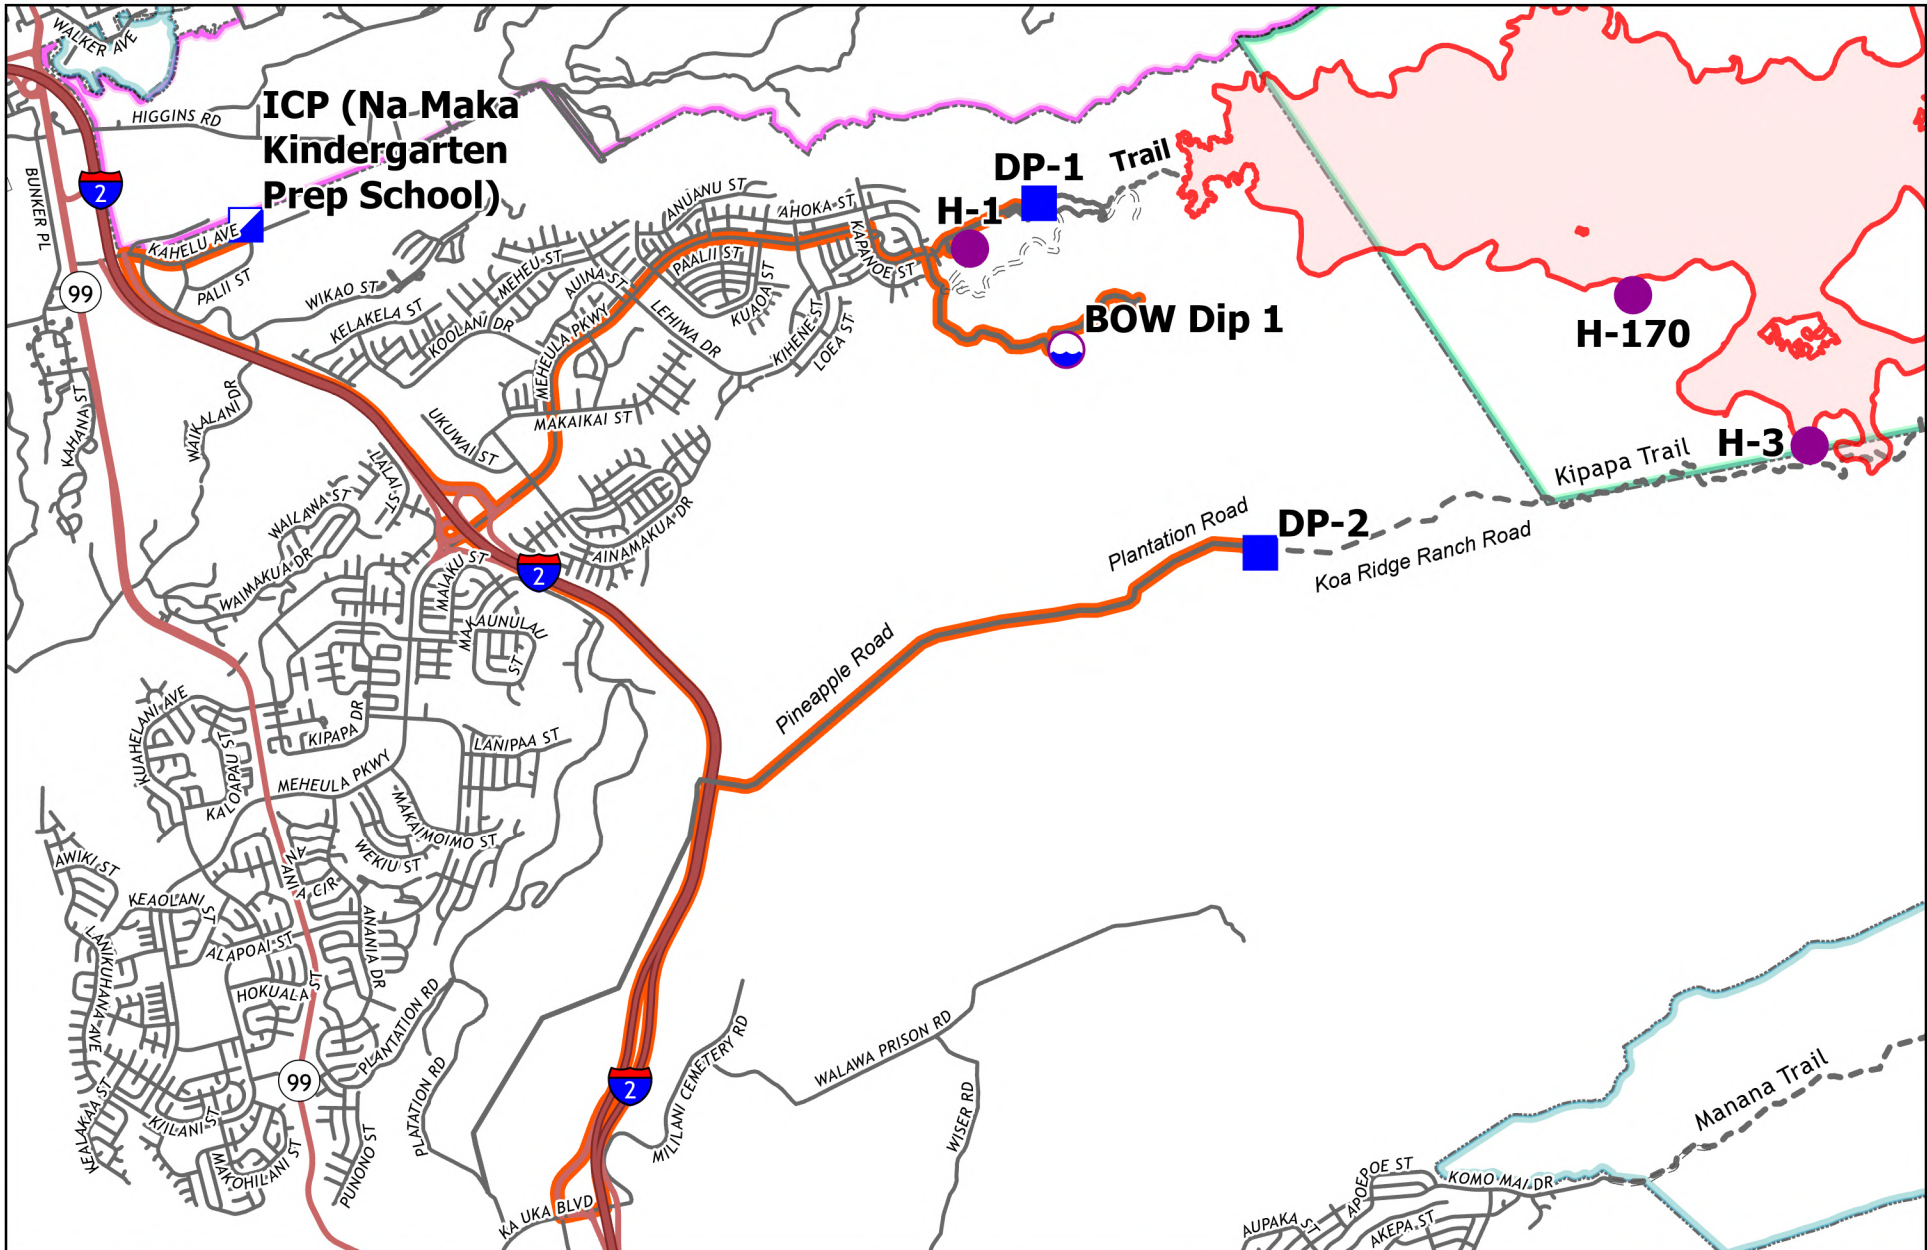 WALKER AVE
HIGGINS RD
ICP (Na Maka
Kindergarten
Prep School)
2
BUNKER PL
KAHELU AVE
PALII ST
99
WIKAO ST
KELAKELA ST
KOOLANI DR
MEHEU ST
AUINA ST
ANUANU ST
AHOKA ST
PAALII ST
KUAOA ST
KAPANOE ST
LEHIWA DR
KIHENE ST
LOEA ST
MEHEULA PKWY
MAKAIKAI ST
UKUWAI ST
DP-1
Trail
H-1
BOW Dip 1
H-170
H-3
Kipapa Trail
DP-2
Plantation Road
Koa Ridge Ranch Road
Pineapple Road
KAHANA ST
WAIKALANI DR
LALAI ST
WAILAWA ST
WAIMAKUA DR
AINAMAKUA DR
MAIAKU ST
2
MAKAUNULAU
ST
KUAHELANI AVE
KALOAPAU ST
KIPAPA DR
LANIPAA ST
MEHEULA PKWY
MAKAIMOIMO ST
WEKIU ST
ANANIA CIR
AWIKI ST
KEAOLANI ST
ALAPOAI ST
ANANIA DR
LANIKUHANA AVE
HOKUALA ST
PLANTATION RD
99
PLATATION RD
KEALAKAA ST
KIILANI ST
MAKOHILANI ST
PUNONO ST
2
MILILANI CEMETERY RD
WALAWA PRISON RD
WISER RD
KA UKA BLVD
Manana Trail
KOMO MAI DR
APOEPOE ST
AUPAKA ST
AKEPA ST